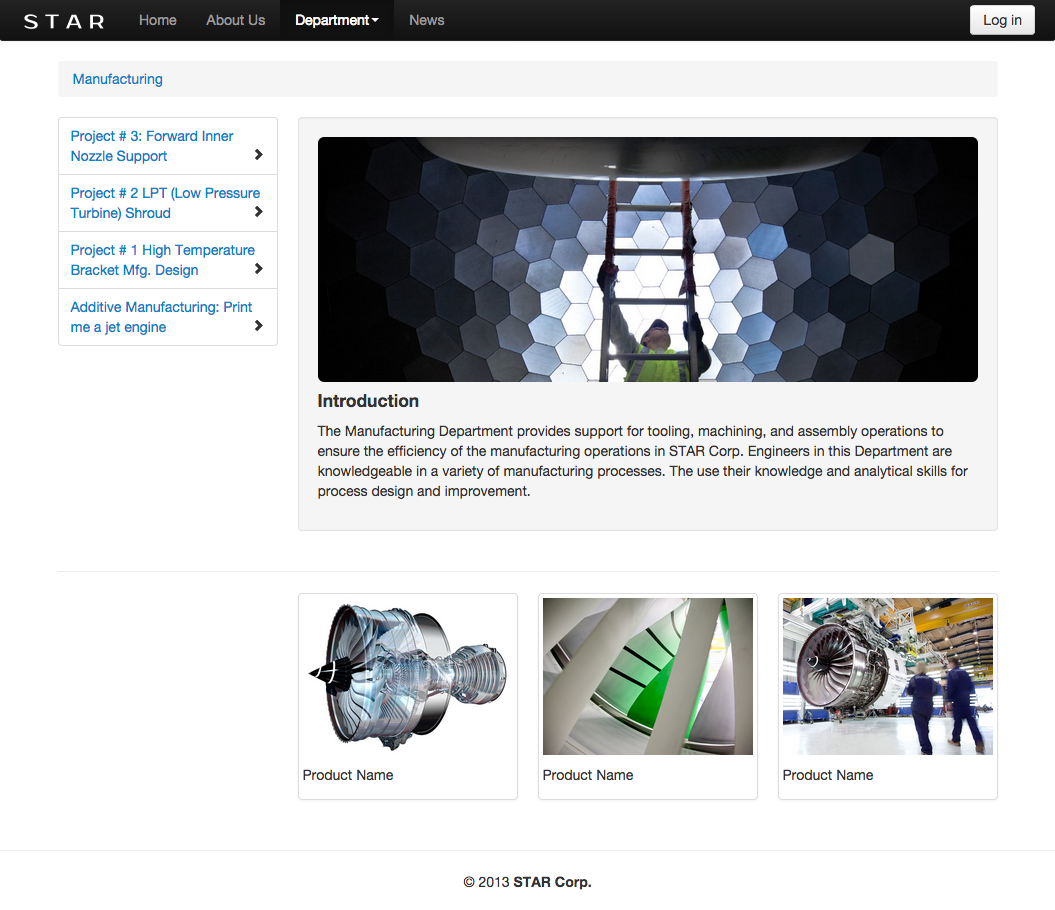 STAR Home About Us Department News Log in
Manufacturing
Project # 3: Forward Inner
Nozzle Support
Project # 2 LPT (Low Pressure
Turbine) Shroud
Project # 1 High Temperature
Bracket Mfg. Design
Additive Manufacturing: Print
me a jet engine
Introduction
The Manufacturing Department provides support for tooling, machining, and assembly operations to
ensure the efficiency of the manufacturing operations in STAR Corp. Engineers in this Department are
knowledgeable in a variety of manufacturing processes. The use their knowledge and analytical skills for
process design and improvement.
Product Name Product Name Product Name
© 2013 STAR Corp.